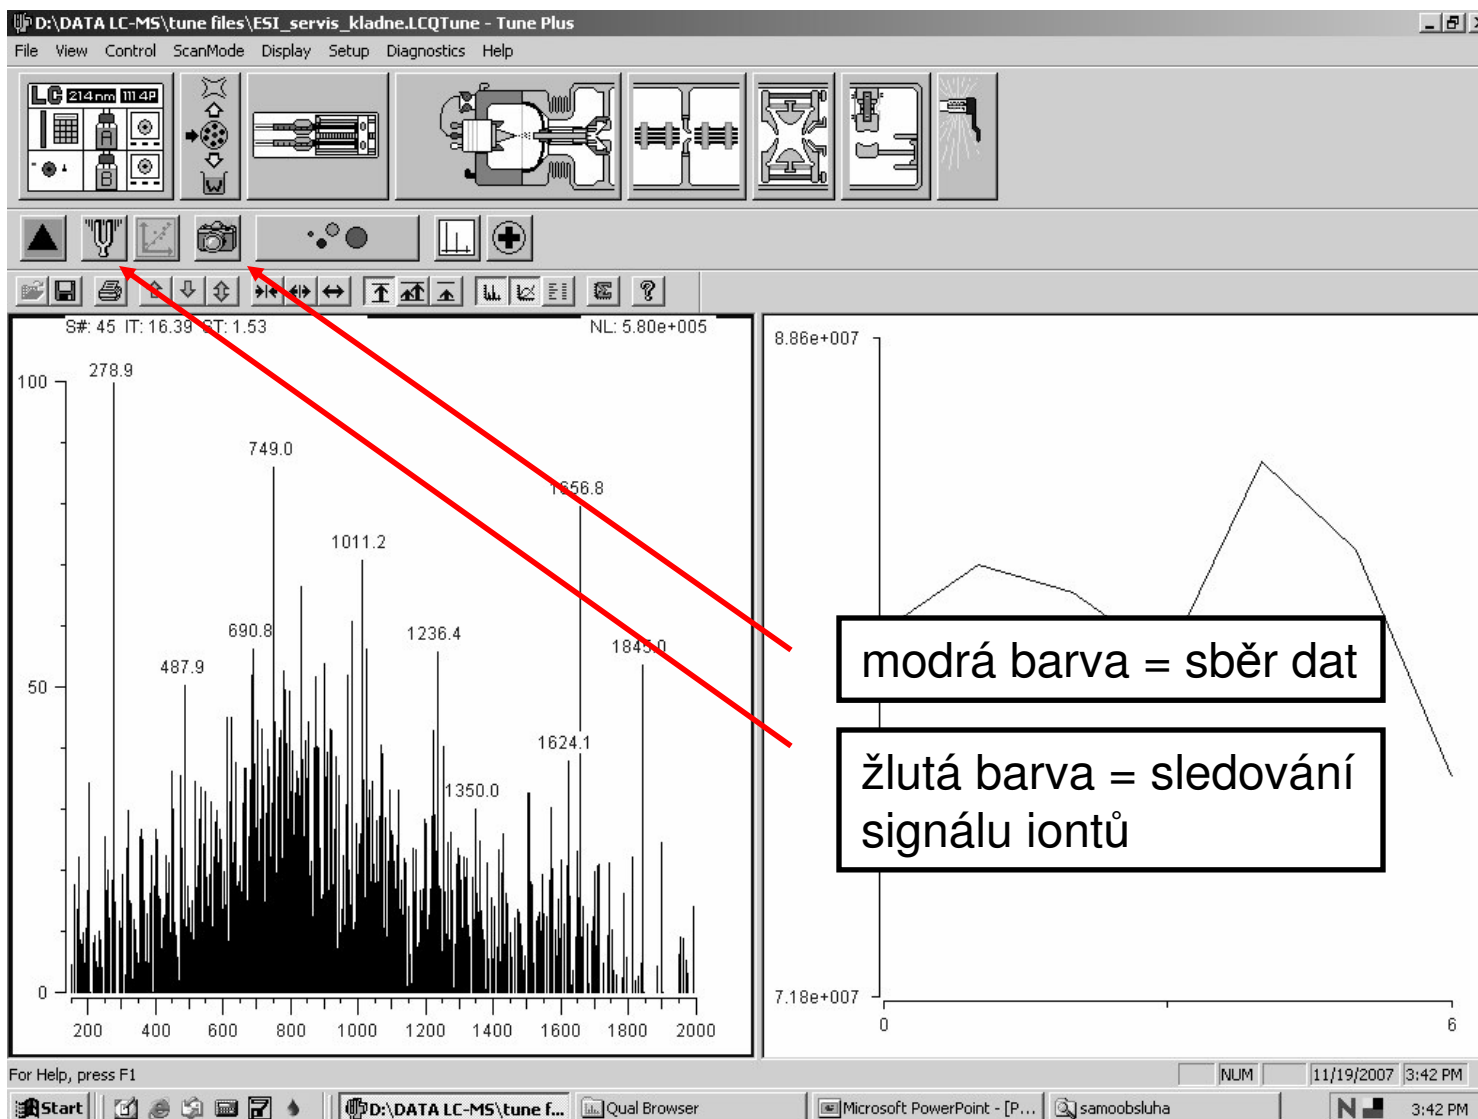 D:\DATA LC-MS\tune files\ESI_servis_kladne.LCQTune - Tune Plus
File View Control ScanMode Display Setup Diagnostics Help
LC 214nm 1114P
A
B
W
S#: 45 IT: 16.39 ST: 1.53 NL: 5.80e+005
100
50
0
278.9
749.0
1656.8
1011.2
690.8
1236.4
1845.0
487.9
1624.1
1350.0
200 400 600 800 1000 1200 1400 1600 1800 2000
8.86e+007
7.18e+007
0 6
modrá barva = sběr dat
žlutá barva = sledování
signálu iontů
For Help, press F1
NUM 11/19/2007 3:42 PM
Start D:\DATA LC-MS\tune f... Qual Browser Microsoft PowerPoint - [P... samoobsluha N 3:42 PM